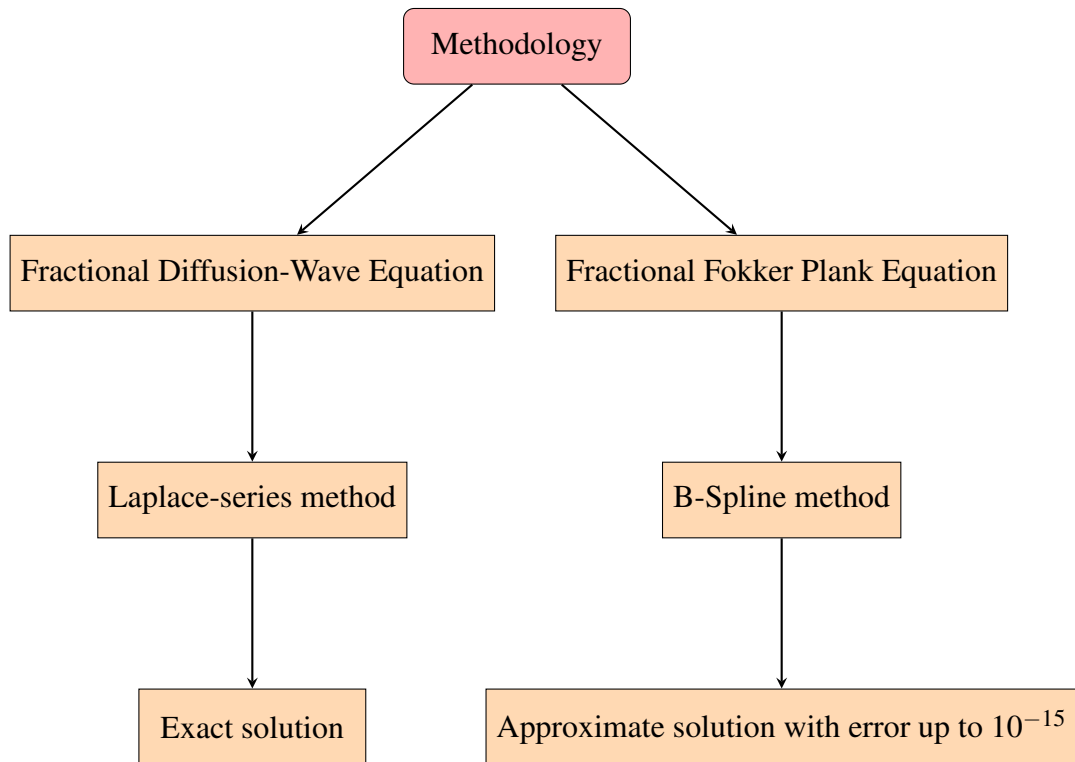 Methodology
Fractional Diffusion-Wave Equation
Fractional Fokker Plank Equation
Laplace-series method
B-Spline method
Exact solution
Approximate solution with error up to 10⁻¹⁵